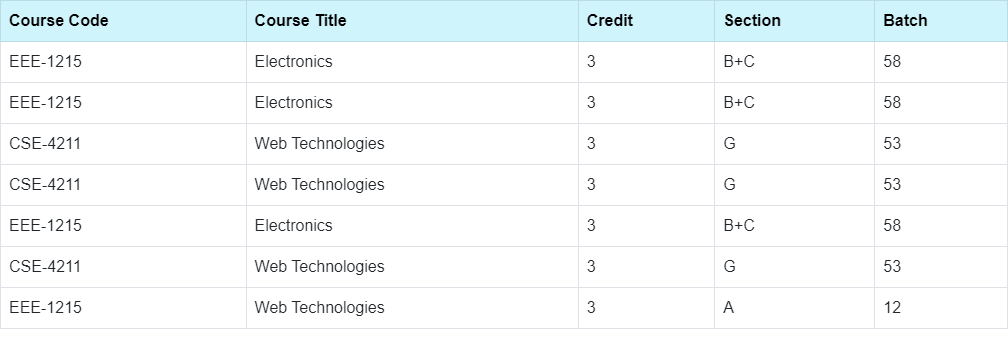 Course Code Course Title Credit Section Batch
EEE-1215 Electronics 3 B+C 58
EEE-1215 Electronics 3 B+C 58
CSE-4211 Web Technologies 3 G 53
CSE-4211 Web Technologies 3 G 53
EEE-1215 Electronics 3 B+C 58
CSE-4211 Web Technologies 3 G 53
EEE-1215 Web Technologies 3 A 12